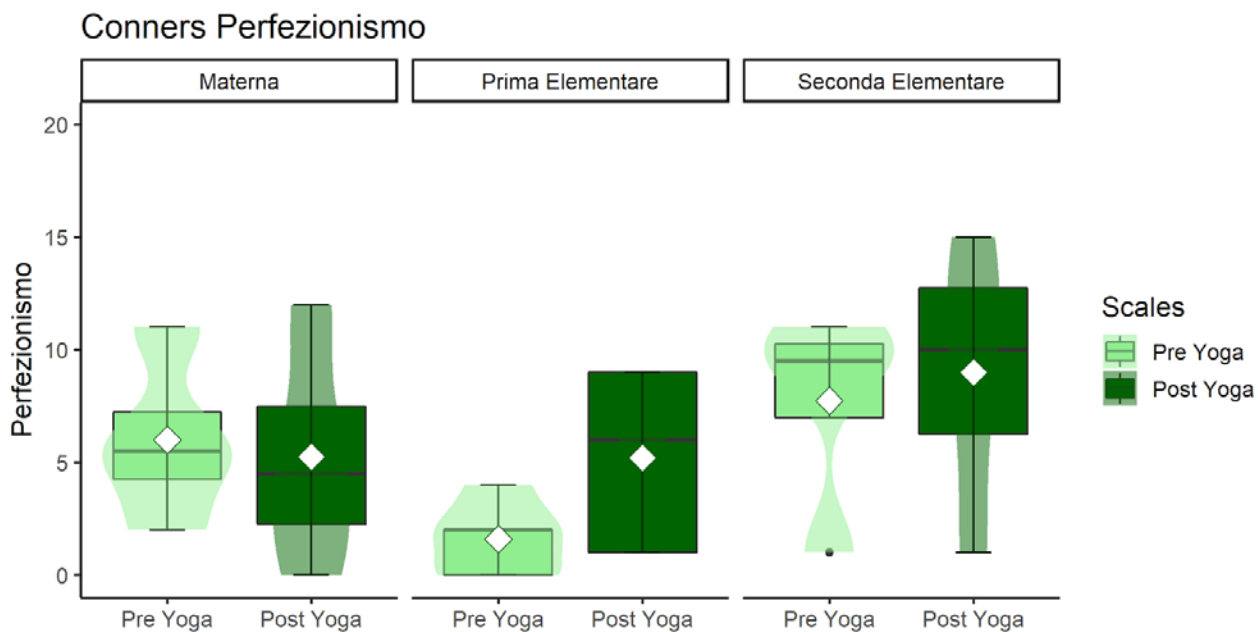 Conners Perfezionismo
Materna
Prima Elementare
Seconda Elementare
20
15
10
5
0
Perfezionismo
Pre Yoga
Post Yoga
Pre Yoga
Post Yoga
Pre Yoga
Post Yoga
Scales
Pre Yoga
Post Yoga